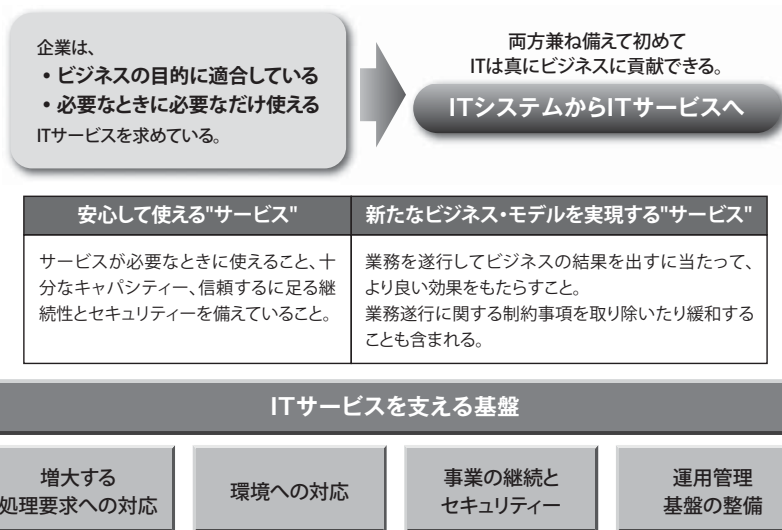 企業は、
・ビジネスの目的に適合している
・必要なときに必要なだけ使える
ITサービスを求めている。
両方兼ね備えて初めて
ITは真にビジネスに貢献できる。
ITシステムからITサービスへ
安心して使える"サービス"
新たなビジネス・モデルを実現する"サービス"
サービスが必要なときに使えること、十
分なキャパシティー、信頼するに足る継
続性とセキュリティーを備えていること。
業務を遂行してビジネスの結果を出すに当たって、
より良い効果をもたらすこと。
業務遂行に関する制約事項を取り除いたり緩和する
ことも含まれる。
ITサービスを支える基盤
増大する
処理要求への対応
環境への対応
事業の継続と
セキュリティー
運用管理
基盤の整備